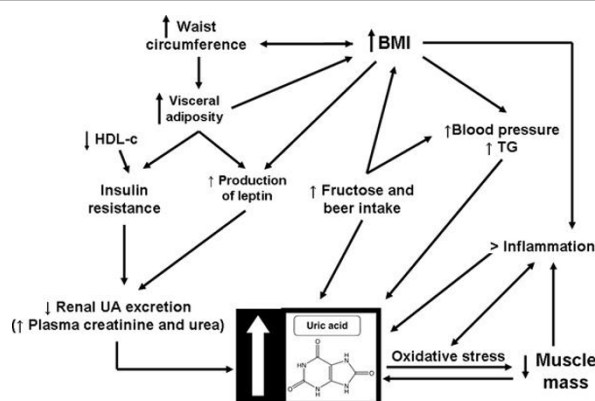 ↑ Waist
circumference
↑ BMI
↑ Visceral
adiposity
↓ HDL-c
↑Blood pressure
↑ TG
Insulin
resistance
↑ Production
of leptin
↑ Fructose and
beer intake
> Inflammation
↓ Renal UA excretion
(↑ Plasma creatinine and urea)
Uric acid
O
HN
O
N
H
H
N
N
H
O
Oxidative stress
↓ Muscle
mass